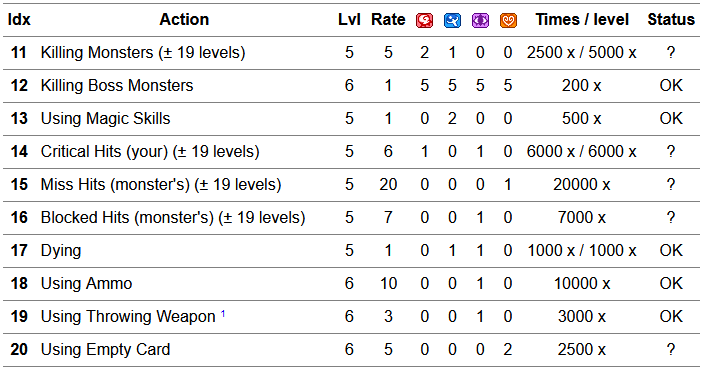 Idx Action Lvl Rate Times / level Status
11 Killing Monsters (± 19 levels) 5 5 2 1 0 0 2500 x / 5000 x ?
12 Killing Boss Monsters 6 1 5 5 5 5 200 x OK
13 Using Magic Skills 5 1 0 2 0 0 500 x OK
14 Critical Hits (your) (± 19 levels) 5 6 1 0 1 0 6000 x / 6000 x ?
15 Miss Hits (monster's) (± 19 levels) 5 20 0 0 0 1 20000 x ?
16 Blocked Hits (monster's) (± 19 levels) 5 7 0 0 1 0 7000 x ?
17 Dying 5 1 0 1 1 0 1000 x / 1000 x OK
18 Using Ammo 6 10 0 0 1 0 10000 x OK
19 Using Throwing Weapon ¹ 6 3 0 0 1 0 3000 x OK
20 Using Empty Card 6 5 0 0 0 2 2500 x ?